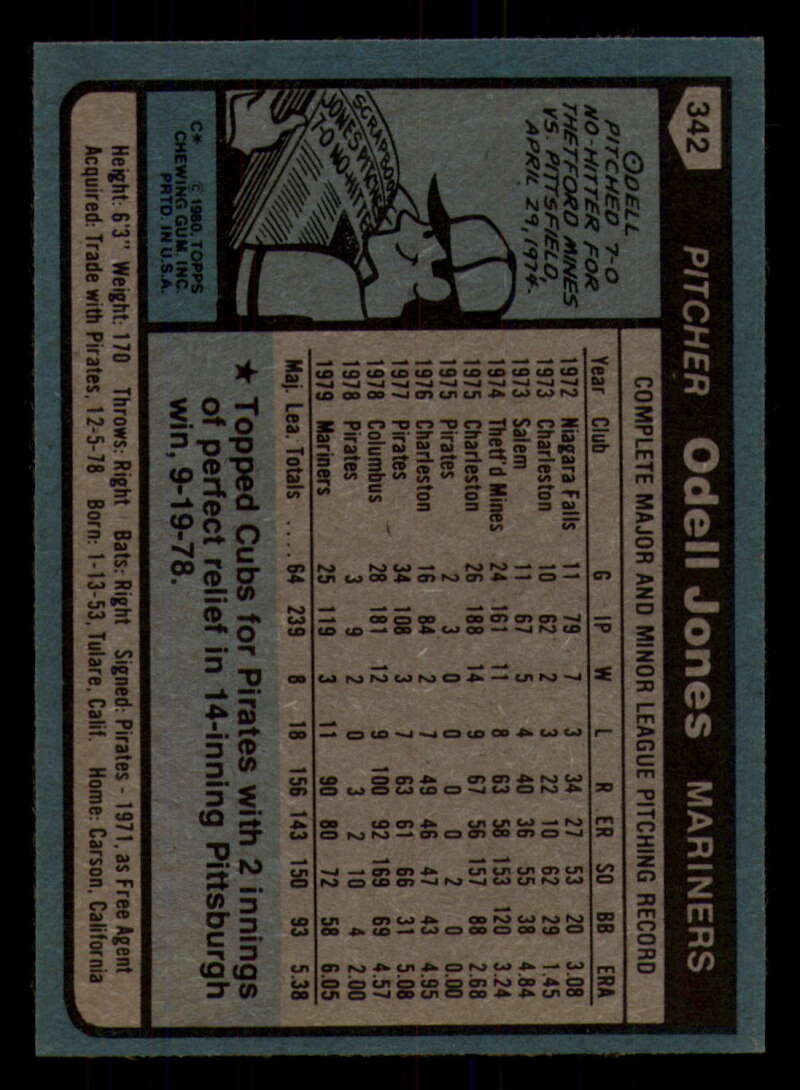 342
PITCHER Odell Jones MARINERS
ODELL
PITCHED 7-0
NO-HITTER FOR
THETFORD MINES
VS. PITTSFIELD,
APRIL 29, 1974.
SCRAPBOOK
JONES PITCHES
7-0 NO-HITTER
C* © 1980. TOPPS
CHEWING GUM, INC.
PRTD. IN U.S.A.
COMPLETE MAJOR AND MINOR LEAGUE PITCHING RECORD
Year Club G IP W L R ER SO BB ERA
1972 Niagara Falls 11 79 7 3 34 27 53 20 3.08
1973 Charleston 10 62 2 3 22 10 62 29 1.45
1973 Salem 11 67 5 4 40 36 55 38 4.84
1974 Thetf'd Mines 24 161 11 8 63 58 153 120 3.24
1975 Charleston 26 188 14 9 67 56 157 88 2.68
1975 Pirates 2 3 0 0 0 0 2 0 0.00
1976 Charleston 16 84 2 7 49 46 47 43 4.95
1977 Pirates 34 108 3 7 63 61 66 31 5.08
1978 Columbus 28 181 12 9 100 92 169 69 4.57
1978 Pirates 3 9 2 0 3 2 10 4 2.00
1979 Mariners 25 119 3 11 90 80 72 58 6.05
Maj. Lea. Totals .... 64 239 8 18 156 143 150 93 5.38
★ Topped Cubs for Pirates with 2 innings
of perfect relief in 14-inning Pittsburgh
win, 9-19-78.
Height: 6'3" Weight: 170 Throws: Right Bats: Right Signed: Pirates - 1971, as Free Agent
Acquired: Trade with Pirates, 12-5-78 Born: 1-13-53, Tulare, Calif. Home: Carson, California